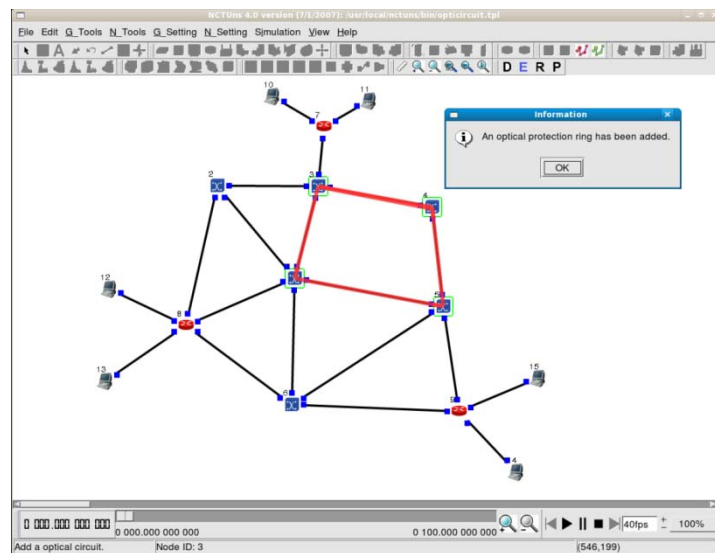 NCTUns 4.0 version (7/1/2007): /usr/local/nctuns/bin/opticircuit.tpl
File Edit G_Tools N_Tools G_Setting N_Setting Simulation View Help
D E R P
Information
An optical protection ring has been added.
OK
10
11
7
2
3
4
12
5
8
13
15
6
9
4
0 000.000 000 000
0 000.000 000 000
0 100.000 000 000
40fps
100%
Add a optical circuit.
Node ID: 3
(546,199)